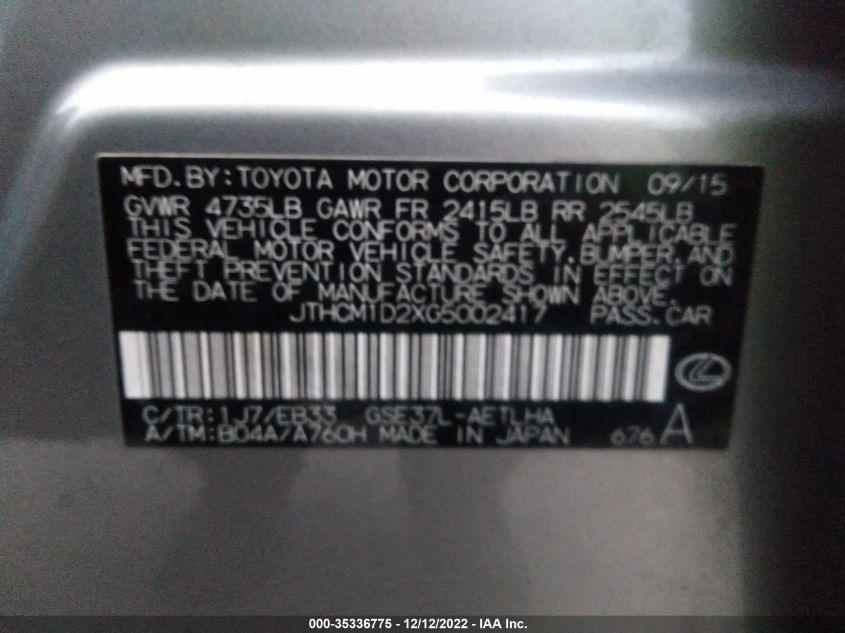 MFD.BY:TOYOTA MOTOR CORPORATION 09/15
GVWR 4735LB GAWR FR 2415LB RR 2545LB
THIS VEHICLE CONFORMS TO ALL APPLICABLE
FEDERAL MOTOR VEHICLE SAFETY,BUMPER,AND
THEFT PREVENTION STANDARDS IN EFFECT ON
THE DATE OF MANUFACTURE SHOWN ABOVE.
JTHCM1D2XG5002417 PASS.CAR
C/TR:1J7/EB33 GSE37L-AETLHA
A/TM:B04A/A760H MADE IN JAPAN 676 A
000-35336775 - 12/12/2022 - IAA Inc.